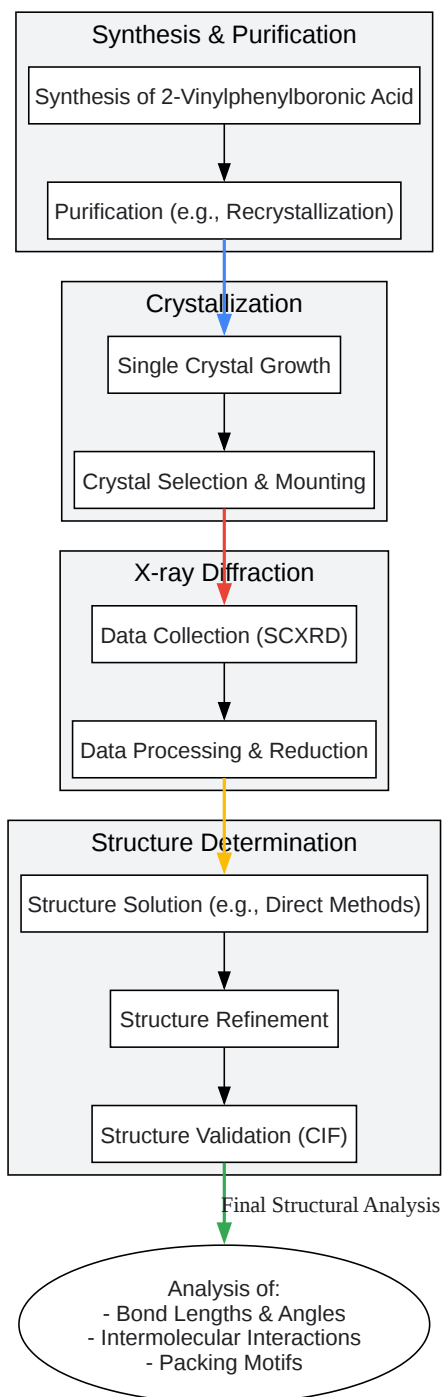 Synthesis & Purification
Synthesis of 2-Vinylphenylboronic Acid
Purification (e.g., Recrystallization)
Crystallization
Single Crystal Growth
Crystal Selection & Mounting
X-ray Diffraction
Data Collection (SCXRD)
Data Processing & Reduction
Structure Determination
Structure Solution (e.g., Direct Methods)
Structure Refinement
Structure Validation (CIF)
Final Structural Analysis
Analysis of:
- Bond Lengths & Angles
- Intermolecular Interactions
- Packing Motifs